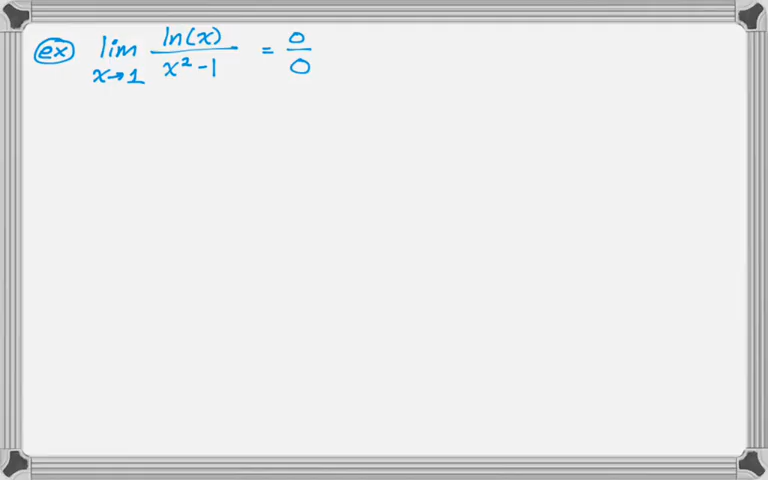 ex lim x→1 ln(x)/(x²-1) = 0/0